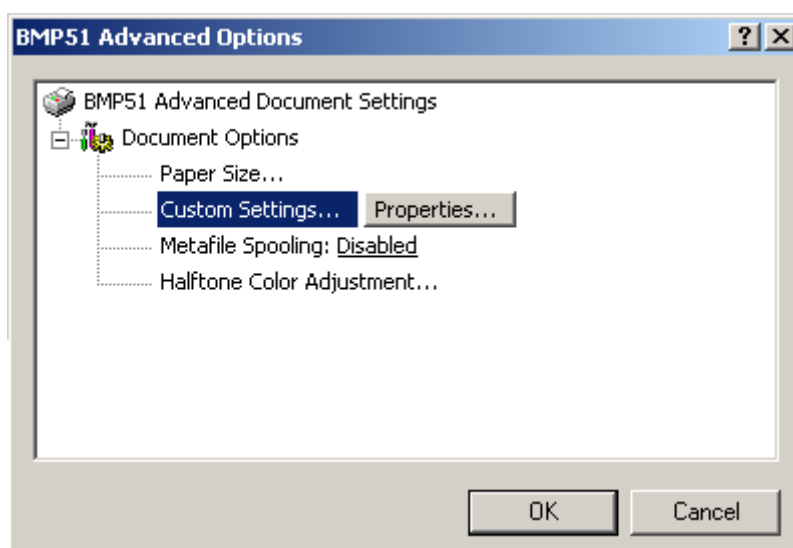 BMP51 Advanced Options
BMP51 Advanced Document Settings
Document Options
Paper Size...
Custom Settings... Properties...
Metafile Spooling: Disabled
Halftone Color Adjustment...
OK Cancel